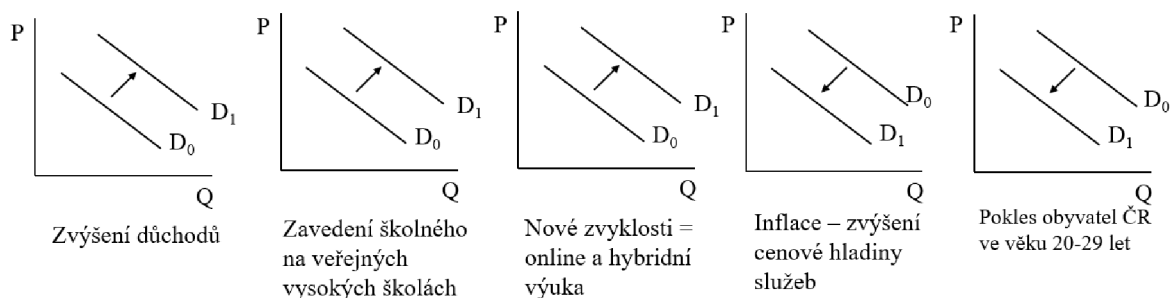 P
D₁
D₀
Q
Zvýšení důchodů
P
D₁
D₀
Q
Zavedení školného
na veřejných
vysokých školách
P
D₁
D₀
Q
Nové zvyklosti =
online a hybridní
výuka
P
D₀
D₁
Q
Inflace – zvýšení
cenové hladiny
služeb
P
D₀
D₁
Q
Pokles obyvatel ČR
ve věku 20-29 let